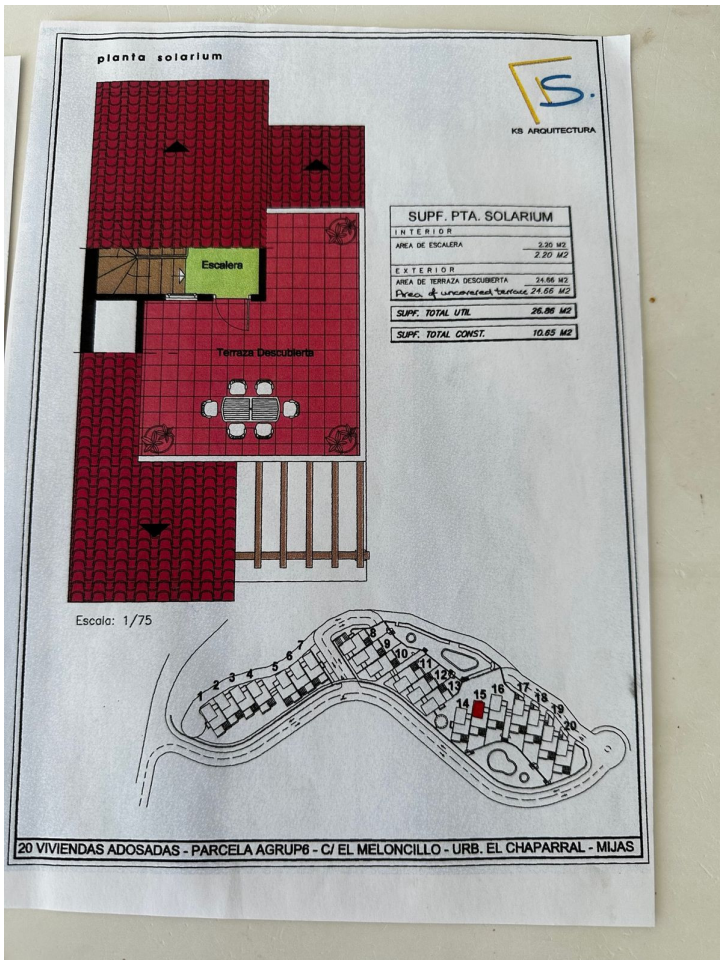 planta solarium
KS.
KS ARQUITECTURA
SUPF. PTA. SOLARIUM
INTERIOR
AREA DE ESCALERA 2.20 M2
2.20 M2
EXTERIOR
AREA DE TERRAZA DESCUBIERTA 24.66 M2
Area of uncovered terrace 24.66 M2
SUPF. TOTAL UTIL 26.86 M2
SUPF. TOTAL CONST. 10.65 M2
Escalera
Terraza Descubierta
Escala: 1/75
1 2 3 4 5 6 7 8 9 10 11 12B 13 14 15 16 17 18 19 20
20 VIVIENDAS ADOSADAS - PARCELA AGRUP6 - C/ EL MELONCILLO - URB. EL CHAPARRAL - MIJAS